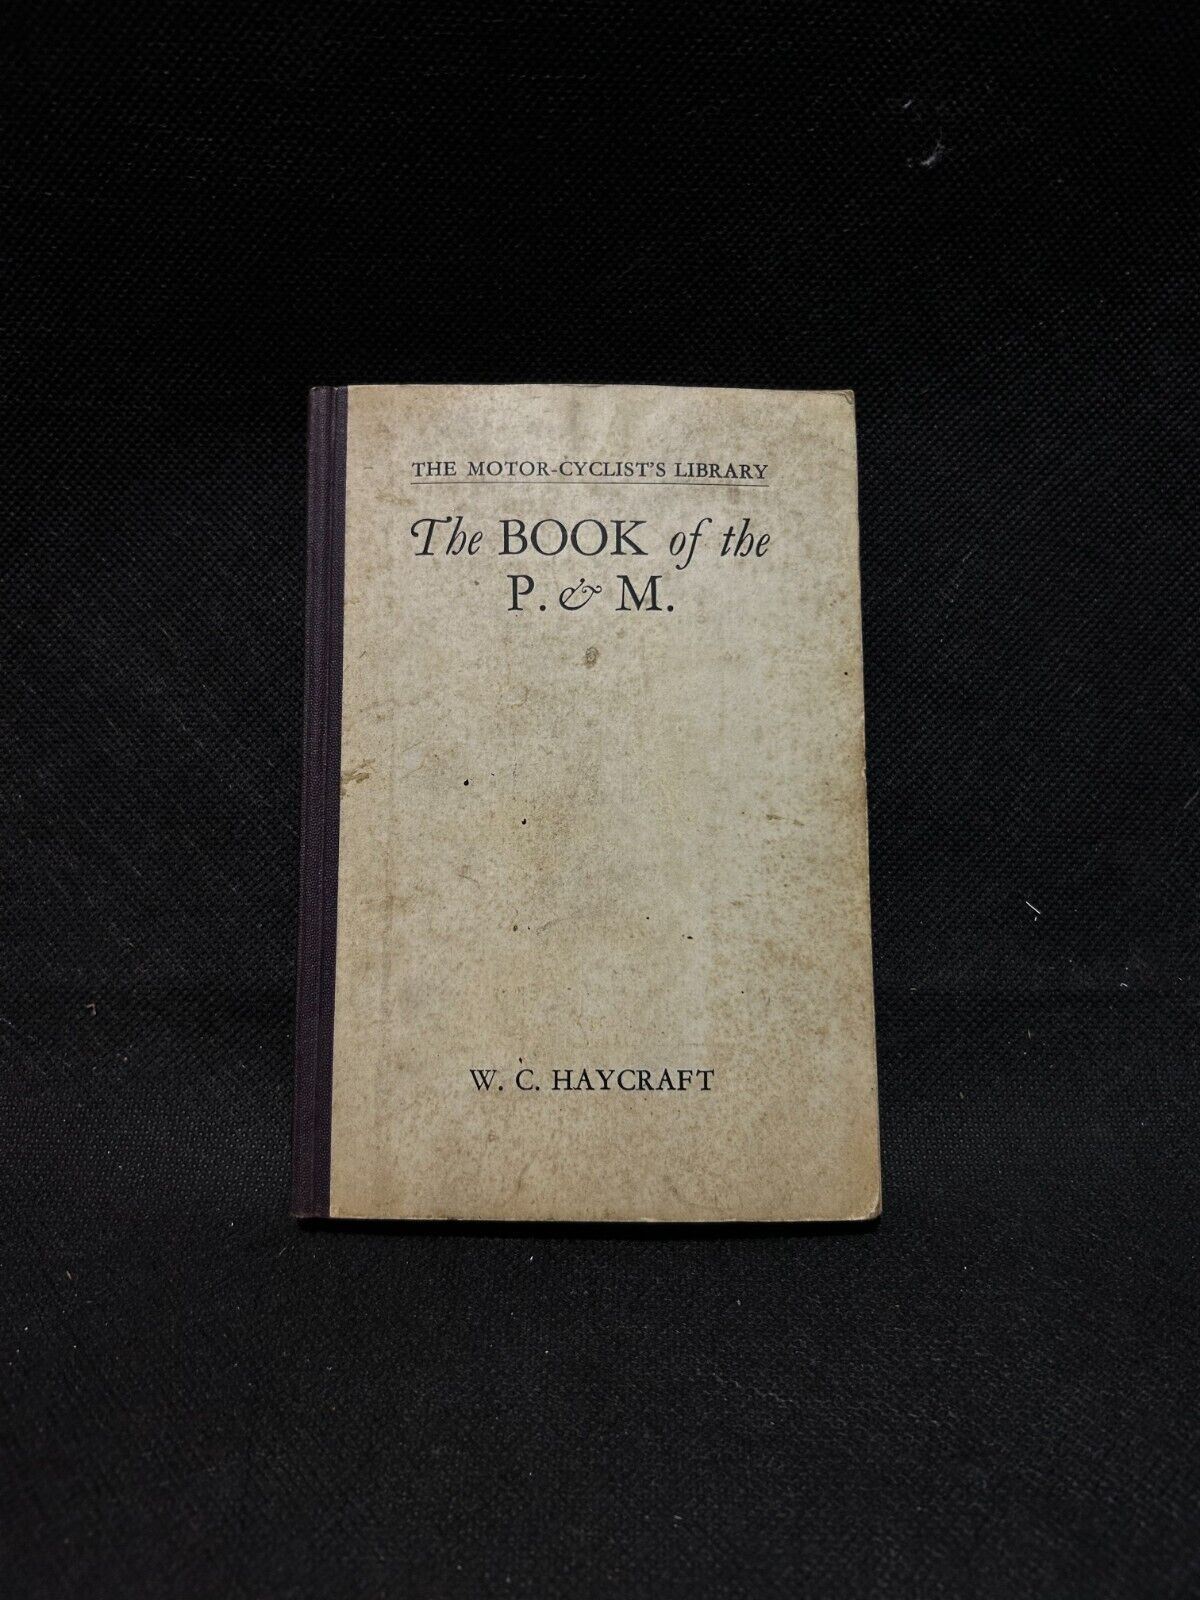 THE MOTOR-CYCLIST'S LIBRARY
The BOOK of the
P. & M.
W. C. HAYCRAFT